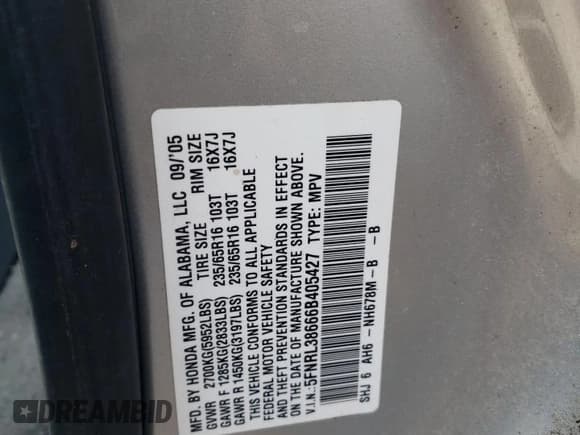 MFD. BY HONDA MFG. OF ALABAMA, LLC 09/'05
TIRE SIZE RIM SIZE
GVWR 2700KG(5952LBS)
GAWR F 1285KG(2833LBS) 235/65R16 103T 16X7J
GAWR R 1450KG(3197LBS) 235/65R16 103T 16X7J
THIS VEHICLE CONFORMS TO ALL APPLICABLE
FEDERAL MOTOR VEHICLE SAFETY
AND THEFT PREVENTION STANDARDS IN EFFECT
ON THE DATE OF MANUFACTURE SHOWN ABOVE.
V.I.N.:5FNRL38666B405427 TYPE: MPV
SHJ 6 AH6 -NH678M-B -B
DREAMBID